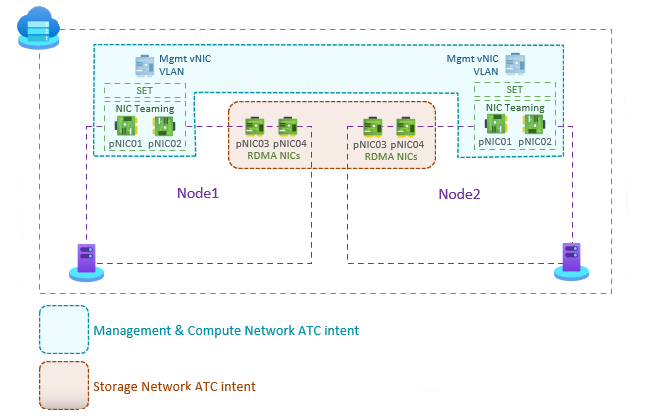 Mgmt vNIC
VLAN
SET
NIC Teaming
pNIC01 pNIC02
pNIC03 pNIC04
RDMA NICs
Node1
Mgmt vNIC
VLAN
SET
NIC Teaming
pNIC01 pNIC02
pNIC03 pNIC04
RDMA NICs
Node2
Management & Compute Network ATC intent
Storage Network ATC intent